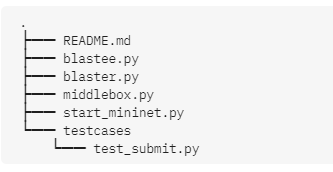 .
├── README.md
├── blastee.py
├── blaster.py
├── middlebox.py
├── start_mininet.py
└── testcases
    └── test_submit.py